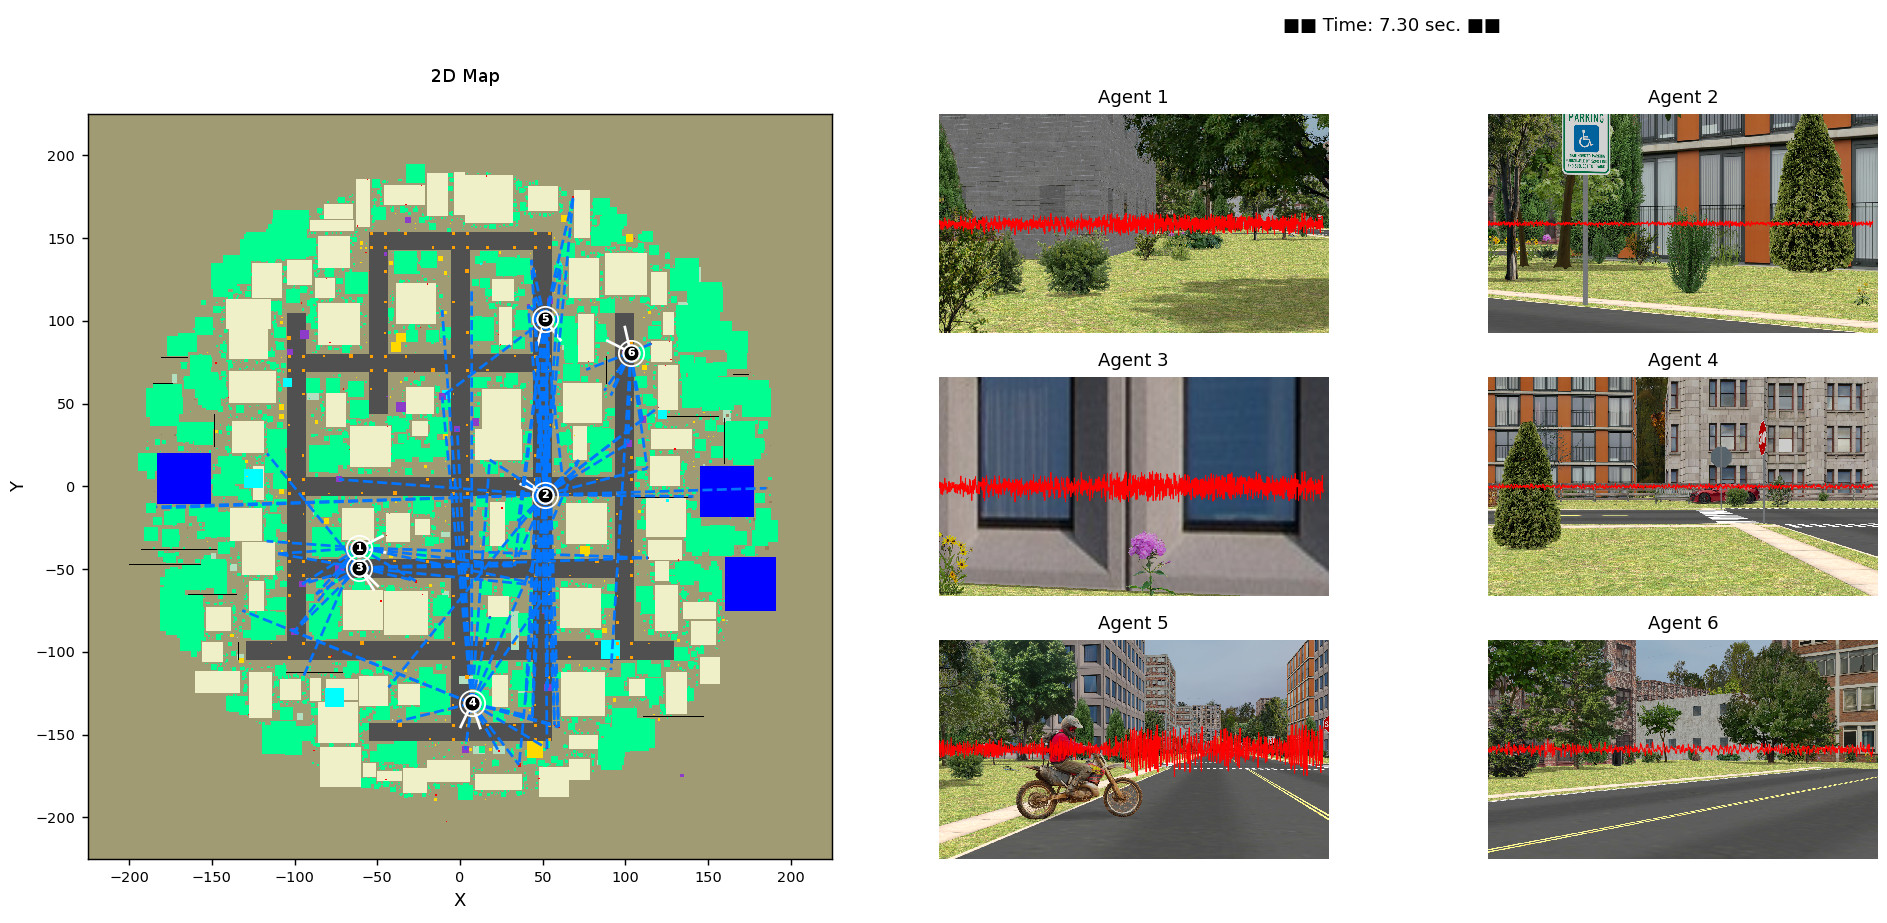 ■■ Time: 7.30 sec. ■■
2D Map
Y
200
150
100
50
0
−50
−100
−150
−200
−200 −150 −100 −50 0 50 100 150 200
X
1
2
3
4
5
6
Agent 1
Agent 2
PARKING
Agent 3
Agent 4
Agent 5
Agent 6